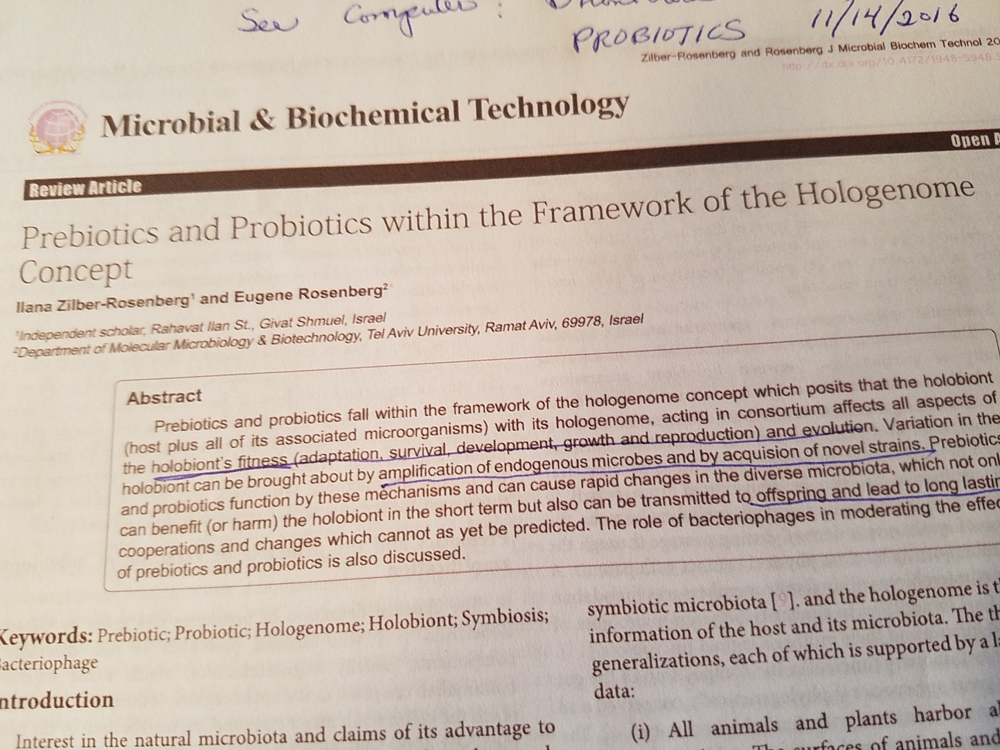 See Computer :
PROBIOTICS 11/14/2016
Zilber-Rosenberg and Rosenberg J Microbial Biochem Technol 20
http://dx.doi.org/10.4172/1948-5948.S
Microbial & Biochemical Technology
Review Article Open A
Prebiotics and Probiotics within the Framework of the Hologenome
Concept
Ilana Zilber-Rosenberg¹ and Eugene Rosenberg²*
¹Independent scholar, Rahavat Ilan St., Givat Shmuel, Israel
²Department of Molecular Microbiology & Biotechnology, Tel Aviv University, Ramat Aviv, 69978, Israel
Abstract
Prebiotics and probiotics fall within the framework of the hologenome concept which posits that the holobiont
(host plus all of its associated microorganisms) with its hologenome, acting in consortium affects all aspects of
the holobiont's fitness (adaptation, survival, development, growth and reproduction) and evolution. Variation in the
holobiont can be brought about by amplification of endogenous microbes and by acquision of novel strains. Prebiotics
and probiotics function by these mechanisms and can cause rapid changes in the diverse microbiota, which not onl
can benefit (or harm) the holobiont in the short term but also can be transmitted to offspring and lead to long lastin
cooperations and changes which cannot as yet be predicted. The role of bacteriophages in moderating the effec
of prebiotics and probiotics is also discussed.
Keywords: Prebiotic; Probiotic; Hologenome; Holobiont; Symbiosis;
acteriophage
ntroduction
Interest in the natural microbiota and claims of its advantage to
symbiotic microbiota [9]. and the hologenome is t
information of the host and its microbiota. The th
generalizations, each of which is supported by a la
data:
(i) All animals and plants harbor a
The surfaces of animals and